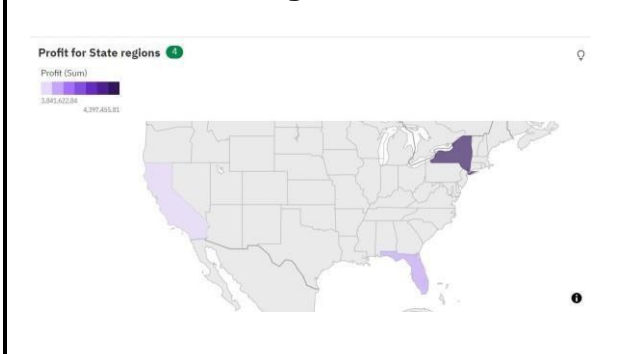 Profit for State regions 4
Profit (Sum)
3,841,622.84
4,397,455.81